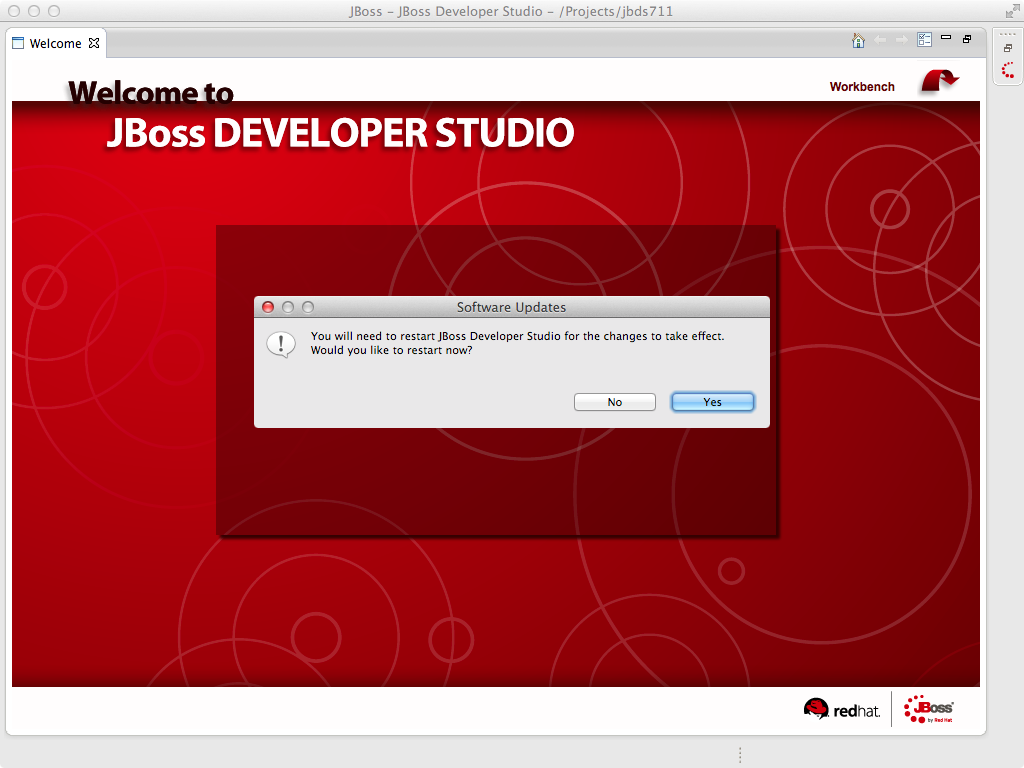 JBoss – JBoss Developer Studio – /Projects/jbds711
Welcome
Welcome to
Workbench
JBoss DEVELOPER STUDIO
Software Updates
You will need to restart JBoss Developer Studio for the changes to take effect.
Would you like to restart now?
No
Yes
redhat.
JBoss
by Red Hat